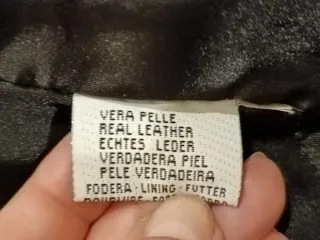 VERA PELLE
REAL LEATHER
ECHTES LEDER
VERDADERA PIEL
PELE VERDADEIRA
FODERA · LINING · FUTTER